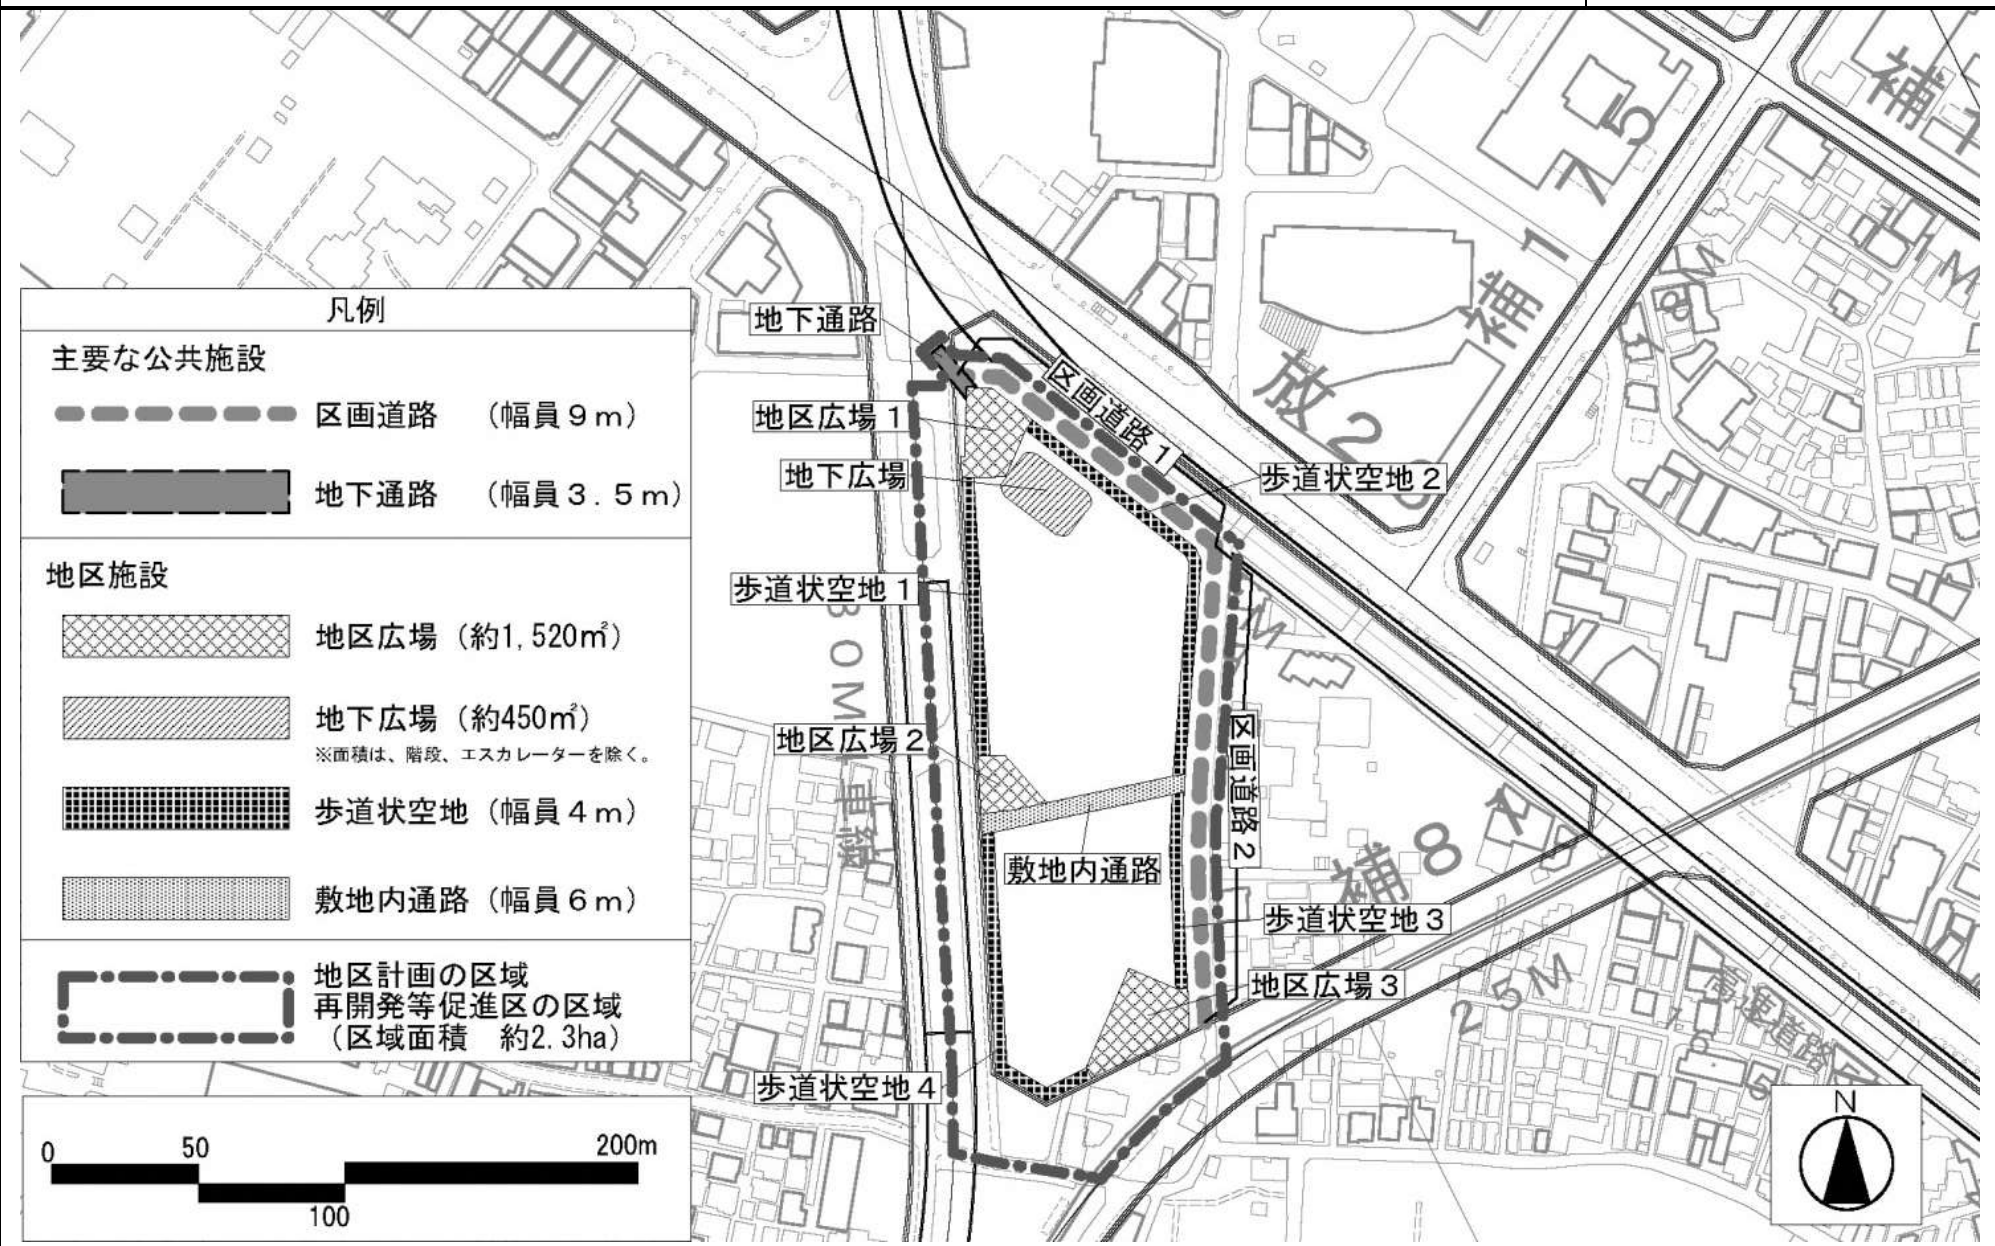 凡例
主要な公共施設
区画道路 （幅員９ｍ）
地下通路 （幅員３．５ｍ）
地区施設
地区広場（約1,520㎡）
地下広場（約450㎡）
※面積は、階段、エスカレーターを除く。
歩道状空地（幅員４ｍ）
敷地内通路（幅員６ｍ）
地区計画の区域
再開発等促進区の区域
（区域面積 約2.3ha）
0
50
100
200m
地下通路
地区広場１
地下広場
区画道路１
歩道状空地２
歩道状空地１
地区広場２
区画道路２
敷地内通路
歩道状空地３
地区広場３
歩道状空地４
補１
補８
２５Ｍ
高速道路
N